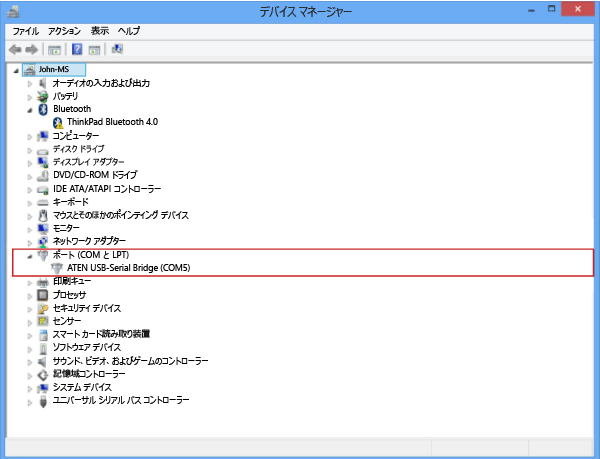 デバイス マネージャー
ファイル アクション 表示 ヘルプ
John-MS
オーディオの入力および出力
バッテリ
Bluetooth
ThinkPad Bluetooth 4.0
コンピューター
ディスク ドライブ
ディスプレイ アダプター
DVD/CD-ROM ドライブ
IDE ATA/ATAPI コントローラー
キーボード
マウスとそのほかのポインティング デバイス
モニター
ネットワーク アダプター
ポート (COM と LPT)
ATEN USB-Serial Bridge (COM5)
印刷キュー
プロセッサ
セキュリティ デバイス
センサー
スマート カード読み取り装置
ソフトウェア デバイス
サウンド、ビデオ、およびゲームのコントローラー
記憶域コントローラー
システム デバイス
ユニバーサル シリアル バス コントローラー